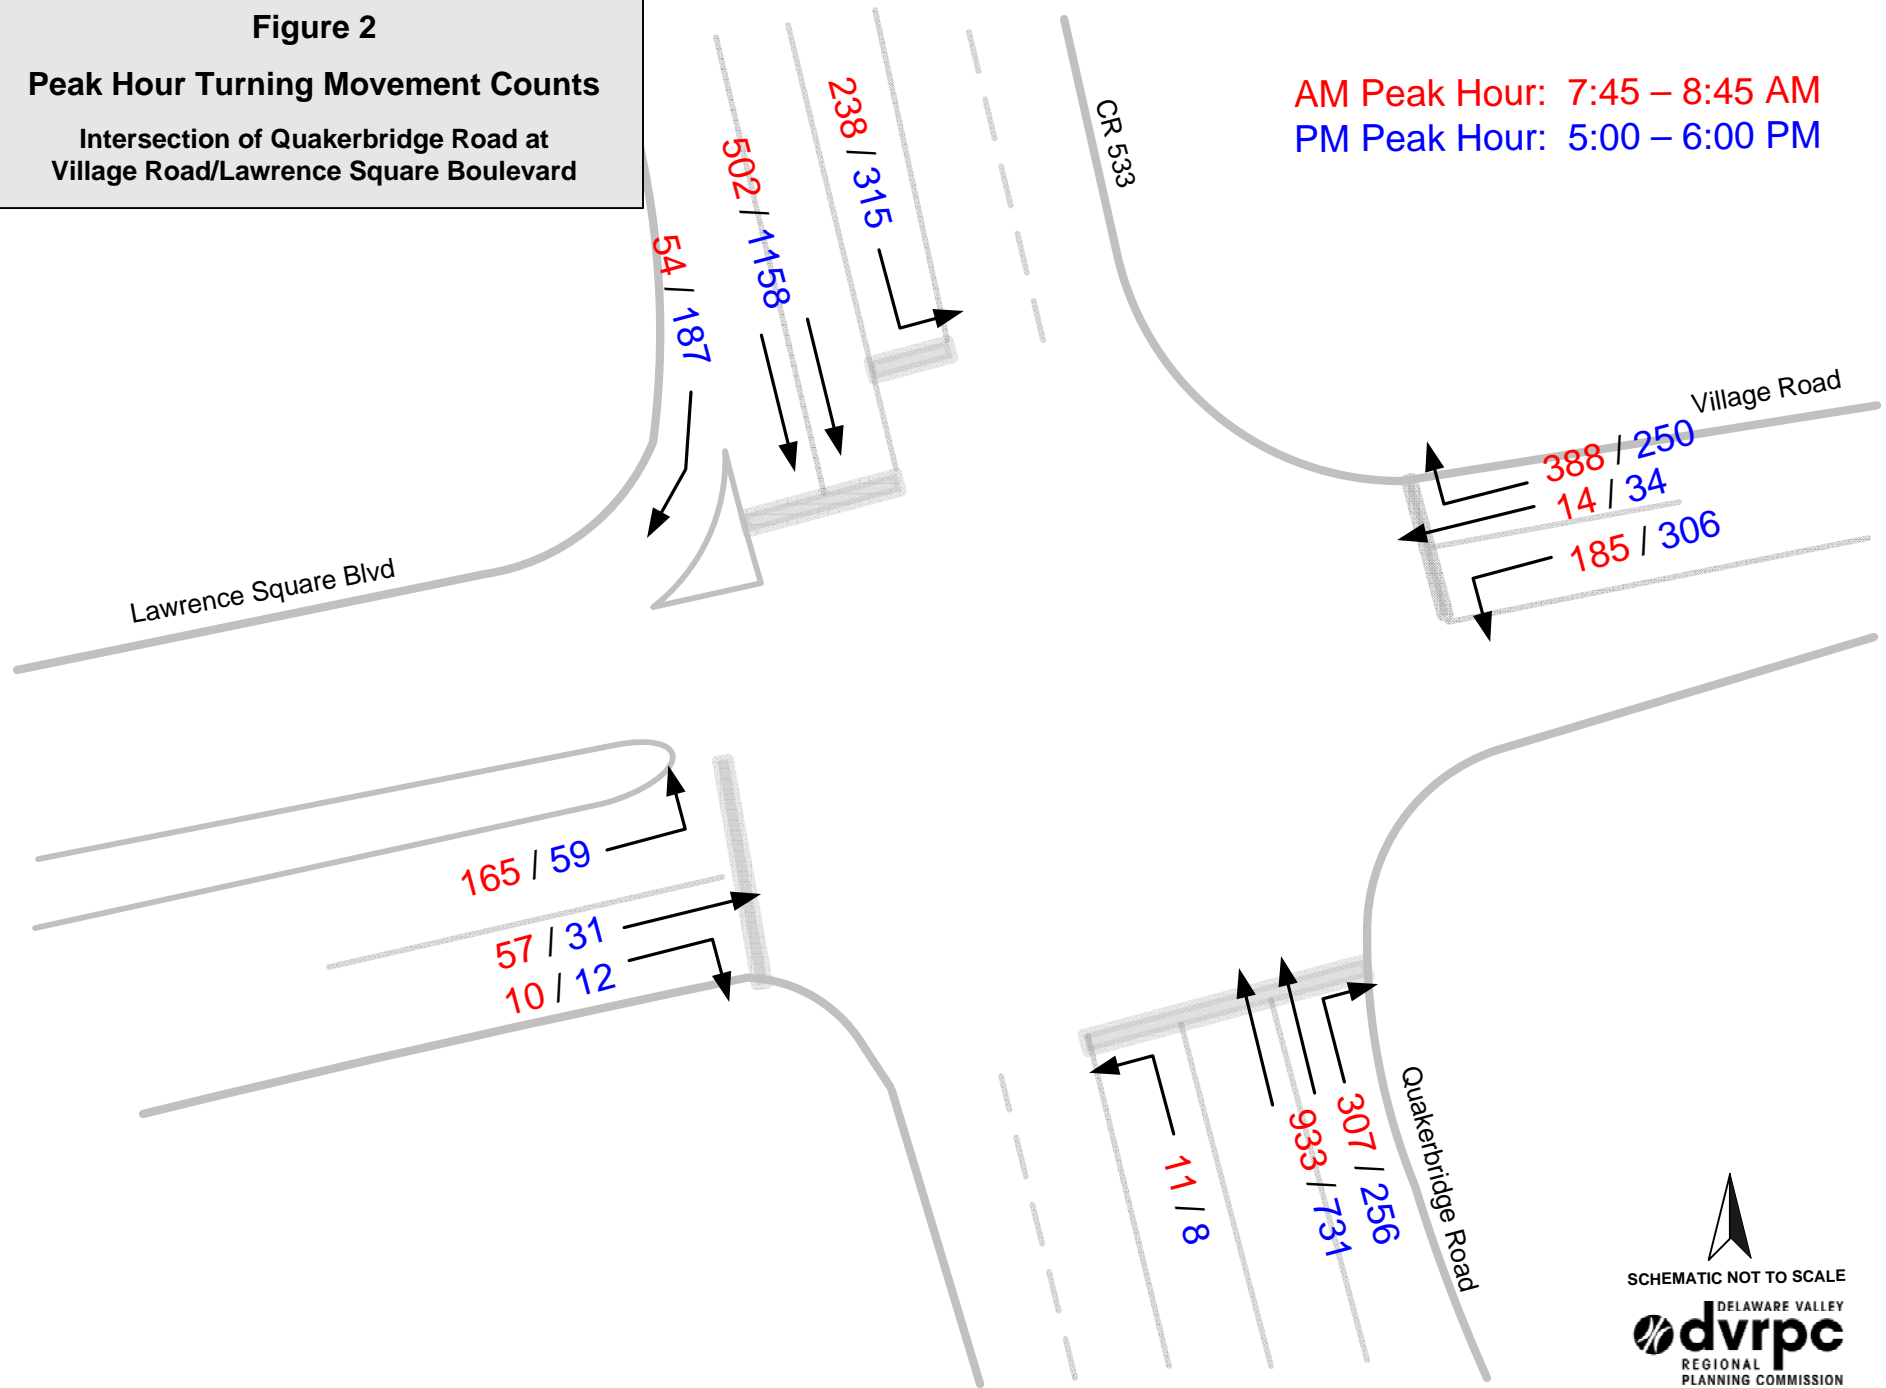 Figure 2
Peak Hour Turning Movement Counts
Intersection of Quakerbridge Road at
Village Road/Lawrence Square Boulevard
AM Peak Hour: 7:45 – 8:45 AM
PM Peak Hour: 5:00 – 6:00 PM
54 / 187
502 / 1158
238 / 315
CR 533
Village Road
388 / 250
14 / 34
185 / 306
Lawrence Square Blvd
165 / 59
57 / 31
10 / 12
11 / 8
933 / 731
307 / 256
Quakerbridge Road
SCHEMATIC NOT TO SCALE
DELAWARE VALLEY
dvrpc
REGIONAL
PLANNING COMMISSION